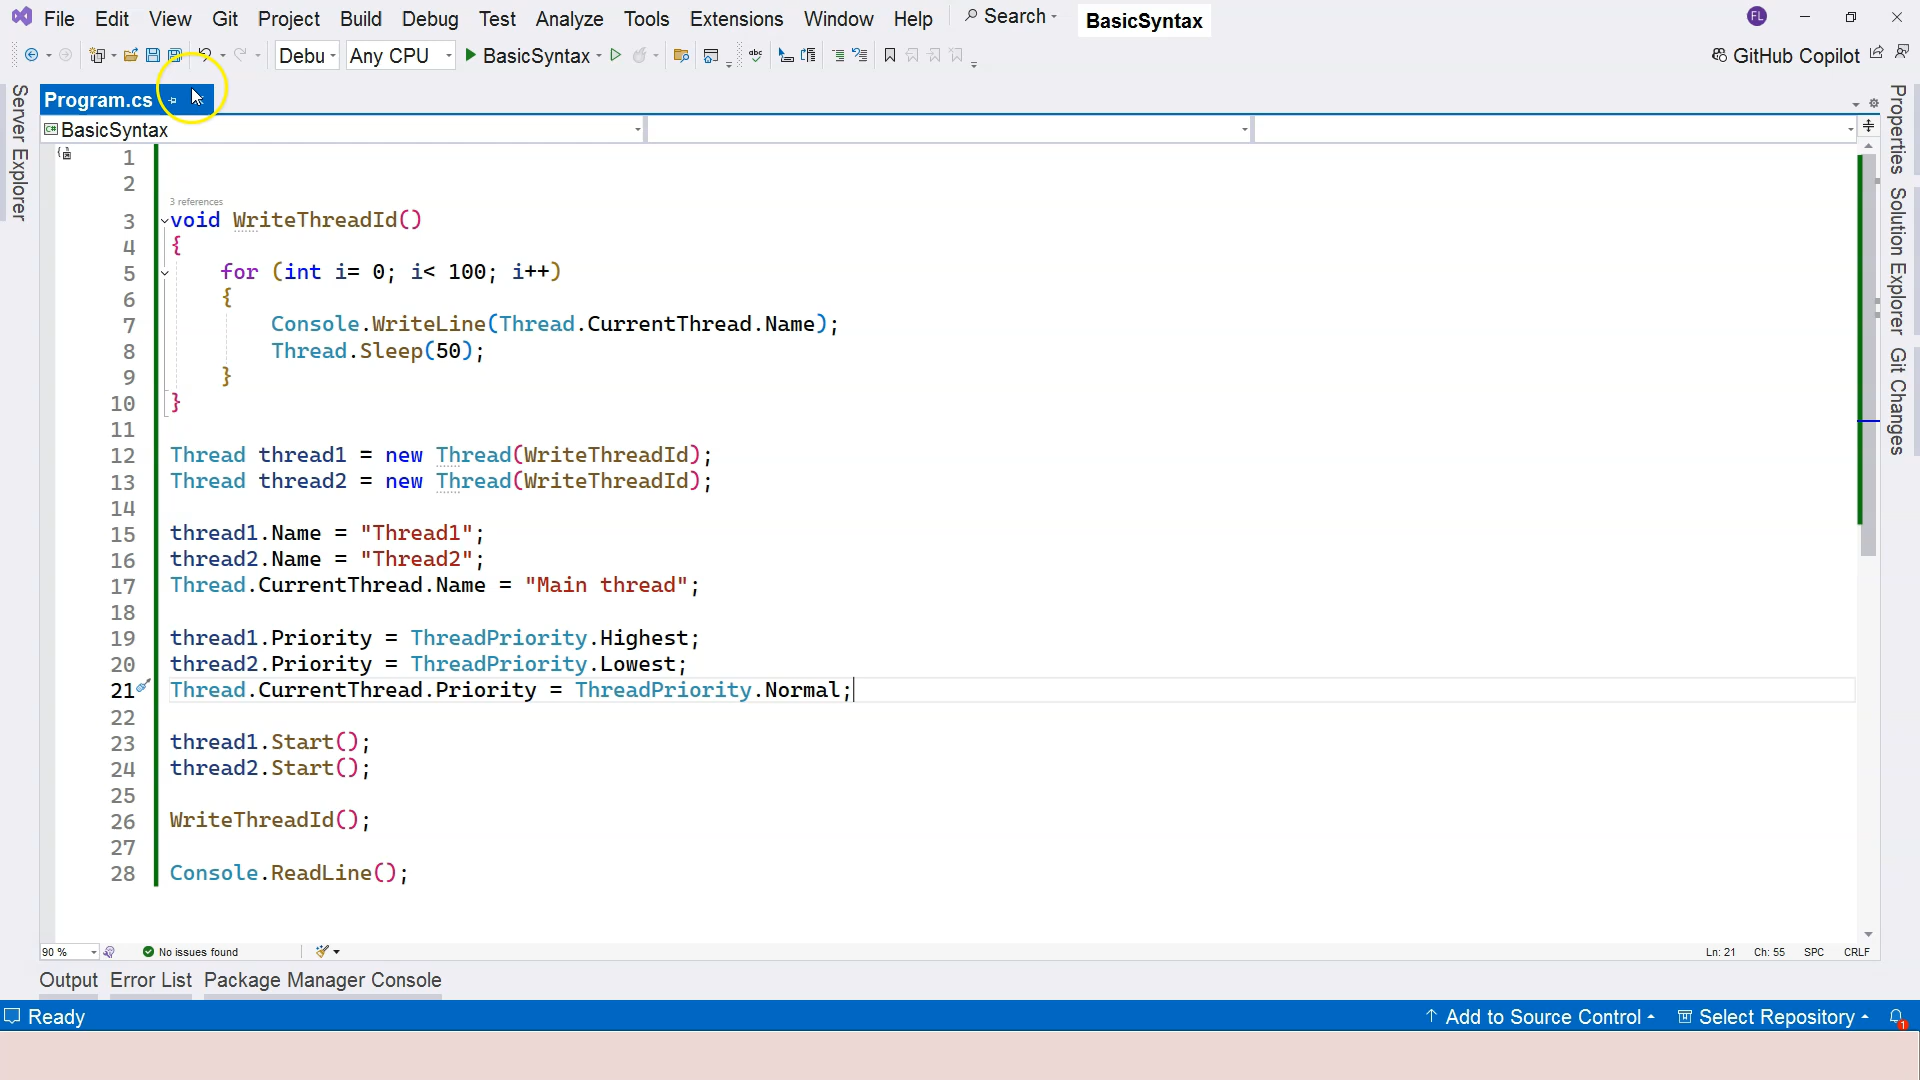 File Edit View Git Project Build Debug Test Analyze Tools Extensions Window Help Search BasicSyntax
FL
Debu Any CPU BasicSyntax abc GitHub Copilot
Program.cs
C# BasicSyntax
Server Explorer
Properties
Solution Explorer
Git Changes
1
2
3 references
3 void WriteThreadId()
4 {
5 for (int i= 0; i< 100; i++)
6 {
7 Console.WriteLine(Thread.CurrentThread.Name);
8 Thread.Sleep(50);
9 }
10 }
11
12 Thread thread1 = new Thread(WriteThreadId);
13 Thread thread2 = new Thread(WriteThreadId);
14
15 thread1.Name = "Thread1";
16 thread2.Name = "Thread2";
17 Thread.CurrentThread.Name = "Main thread";
18
19 thread1.Priority = ThreadPriority.Highest;
20 thread2.Priority = ThreadPriority.Lowest;
21 Thread.CurrentThread.Priority = ThreadPriority.Normal;
22
23 thread1.Start();
24 thread2.Start();
25
26 WriteThreadId();
27
28 Console.ReadLine();
90 % No issues found Ln: 21 Ch: 55 SPC CRLF
Output Error List Package Manager Console
Ready Add to Source Control Select Repository 1